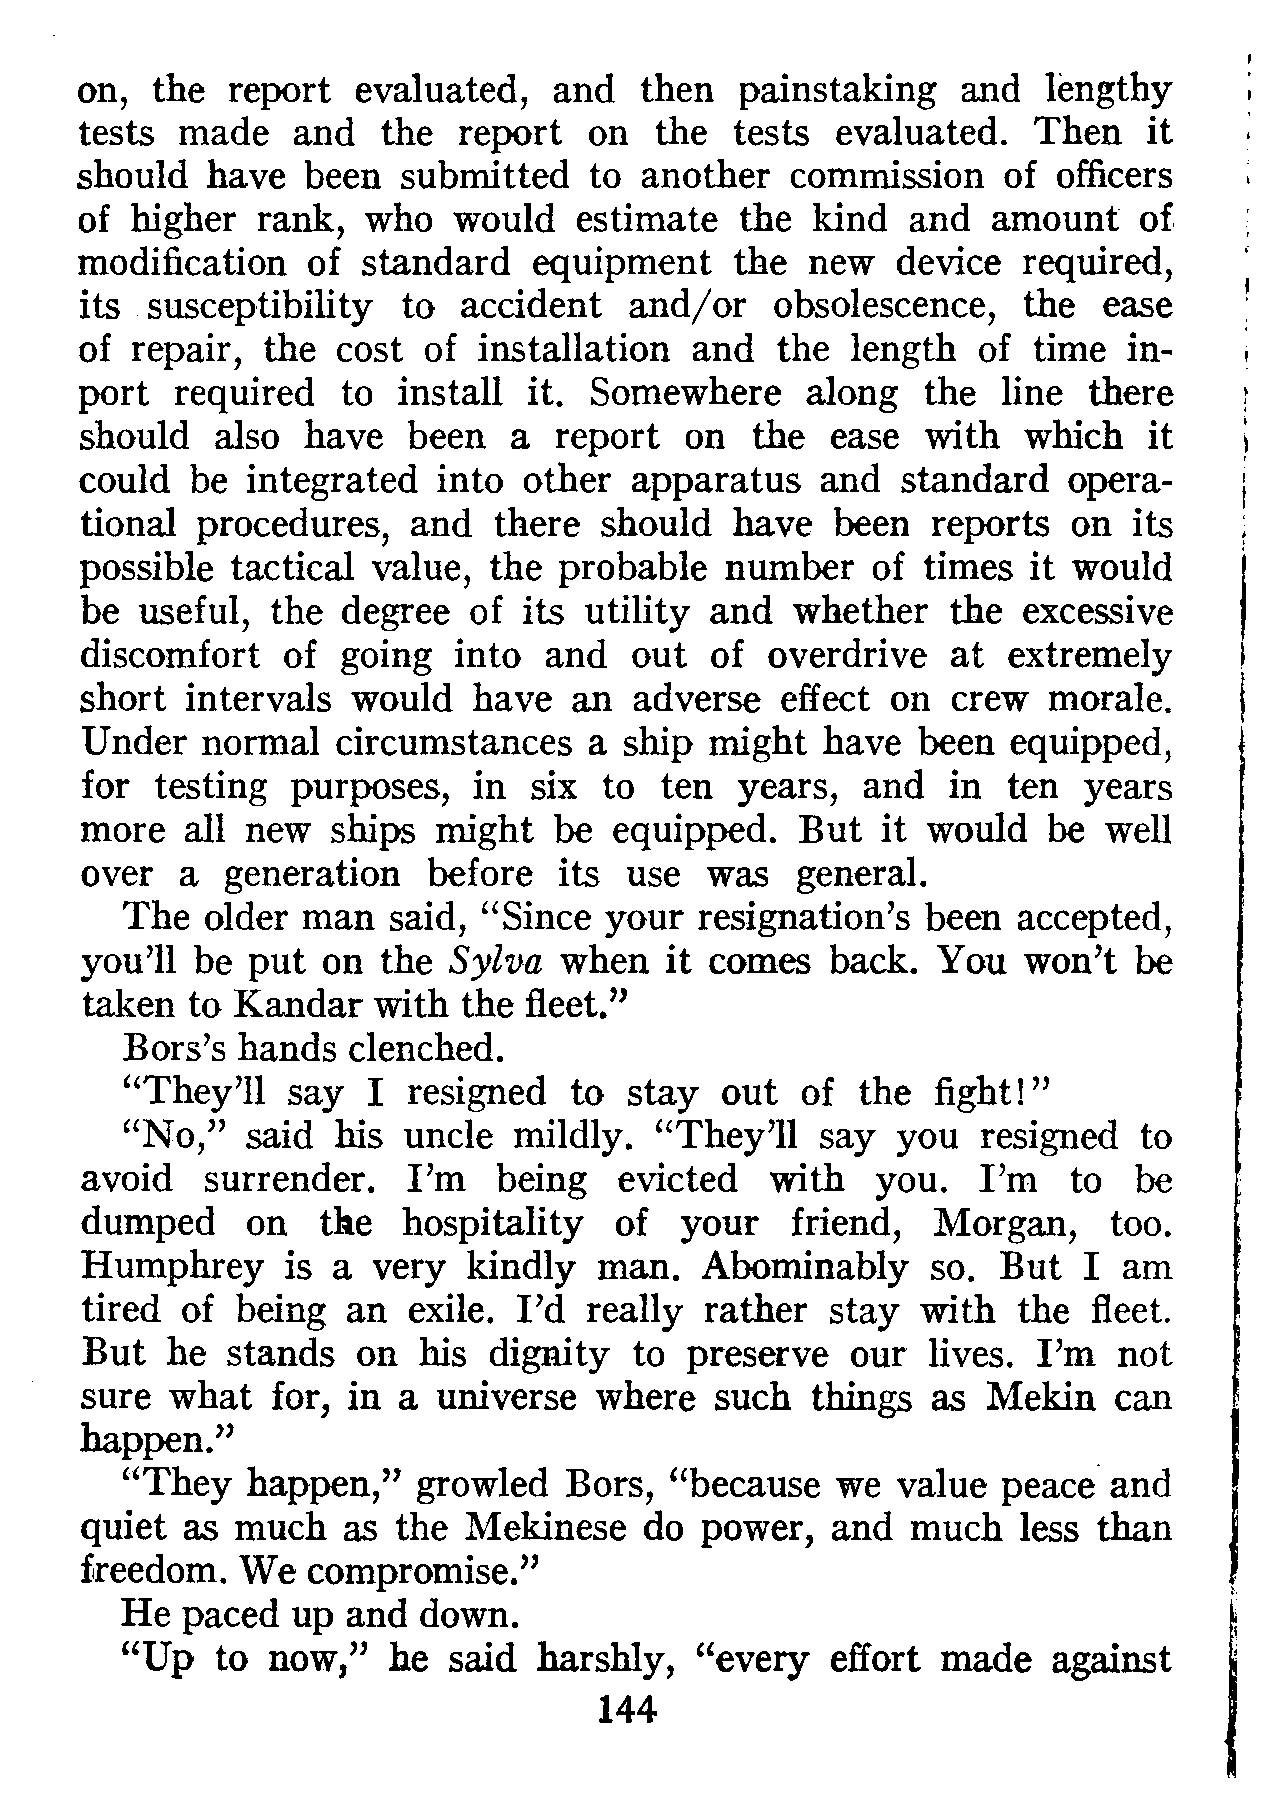 on, the report evaluated, and then painstaking and lengthy
tests made and the report on the tests evaluated. Then it
should have been submitted to another commission of officers
of higher rank, who would estimate the kind and amount of
modification of standard equipment the new device required,
its susceptibility to accident and/or obsolescence, the ease
of repair, the cost of installation and the length of time in-
port required to install it. Somewhere along the line there
should also have been a report on the ease with which it
could be integrated into other apparatus and standard opera-
tional procedures, and there should have been reports on its
possible tactical value, the probable number of times it would
be useful, the degree of its utility and whether the excessive
discomfort of going into and out of overdrive at extremely
short intervals would have an adverse effect on crew morale.
Under normal circumstances a ship might have been equipped,
for testing purposes, in six to ten years, and in ten years
more all new ships might be equipped. But it would be well
over a generation before its use was general.
The older man said, “Since your resignation’s been accepted,
you’ll be put on the Sylva when it comes back. You won’t be
taken to Kandar with the fleet.”
Bors’s hands clenched.
“They’ll say I resigned to stay out of the fight!”
“No,” said his uncle mildly. “They’ll say you resigned to
avoid surrender. I’m being evicted with you. I’m to be
dumped on the hospitality of your friend, Morgan, too.
Humphrey is a very kindly man. Abominably so. But I am
tired of being an exile. I’d really rather stay with the fleet.
But he stands on his dignity to preserve our lives. I’m not
sure what for, in a universe where such things as Mekin can
happen.”
“They happen,” growled Bors, “because we value peace and
quiet as much as the Mekinese do power, and much less than
freedom. We compromise.”
He paced up and down.
“Up to now,” he said harshly, “every effort made against
144